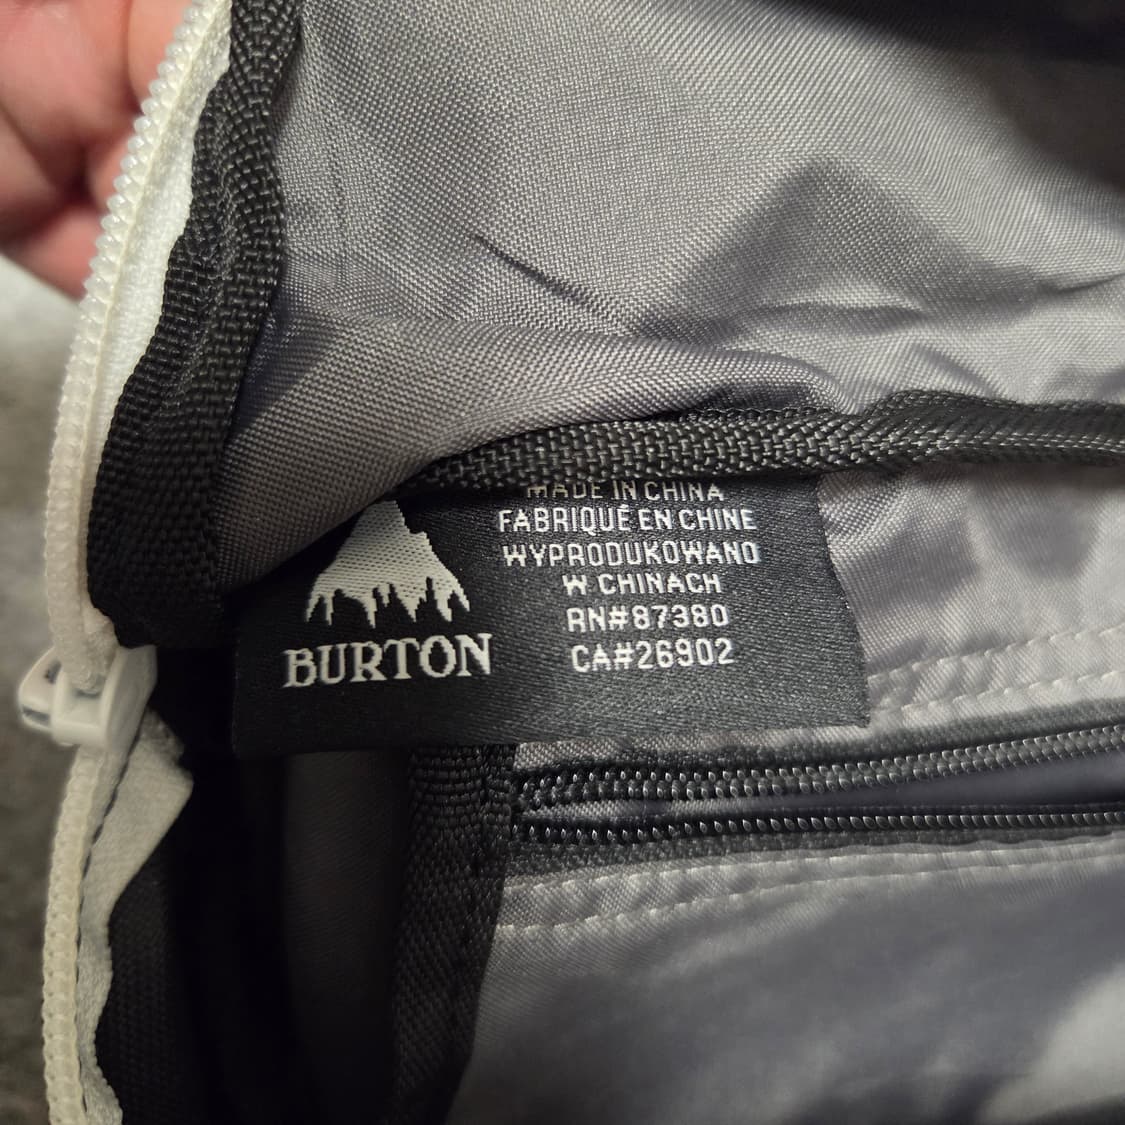 BURTON
MADE IN CHINA
FABRIQUÉ EN CHINE
WYPRODUKOWANO
W CHINACH
RN#87380
CA#26902